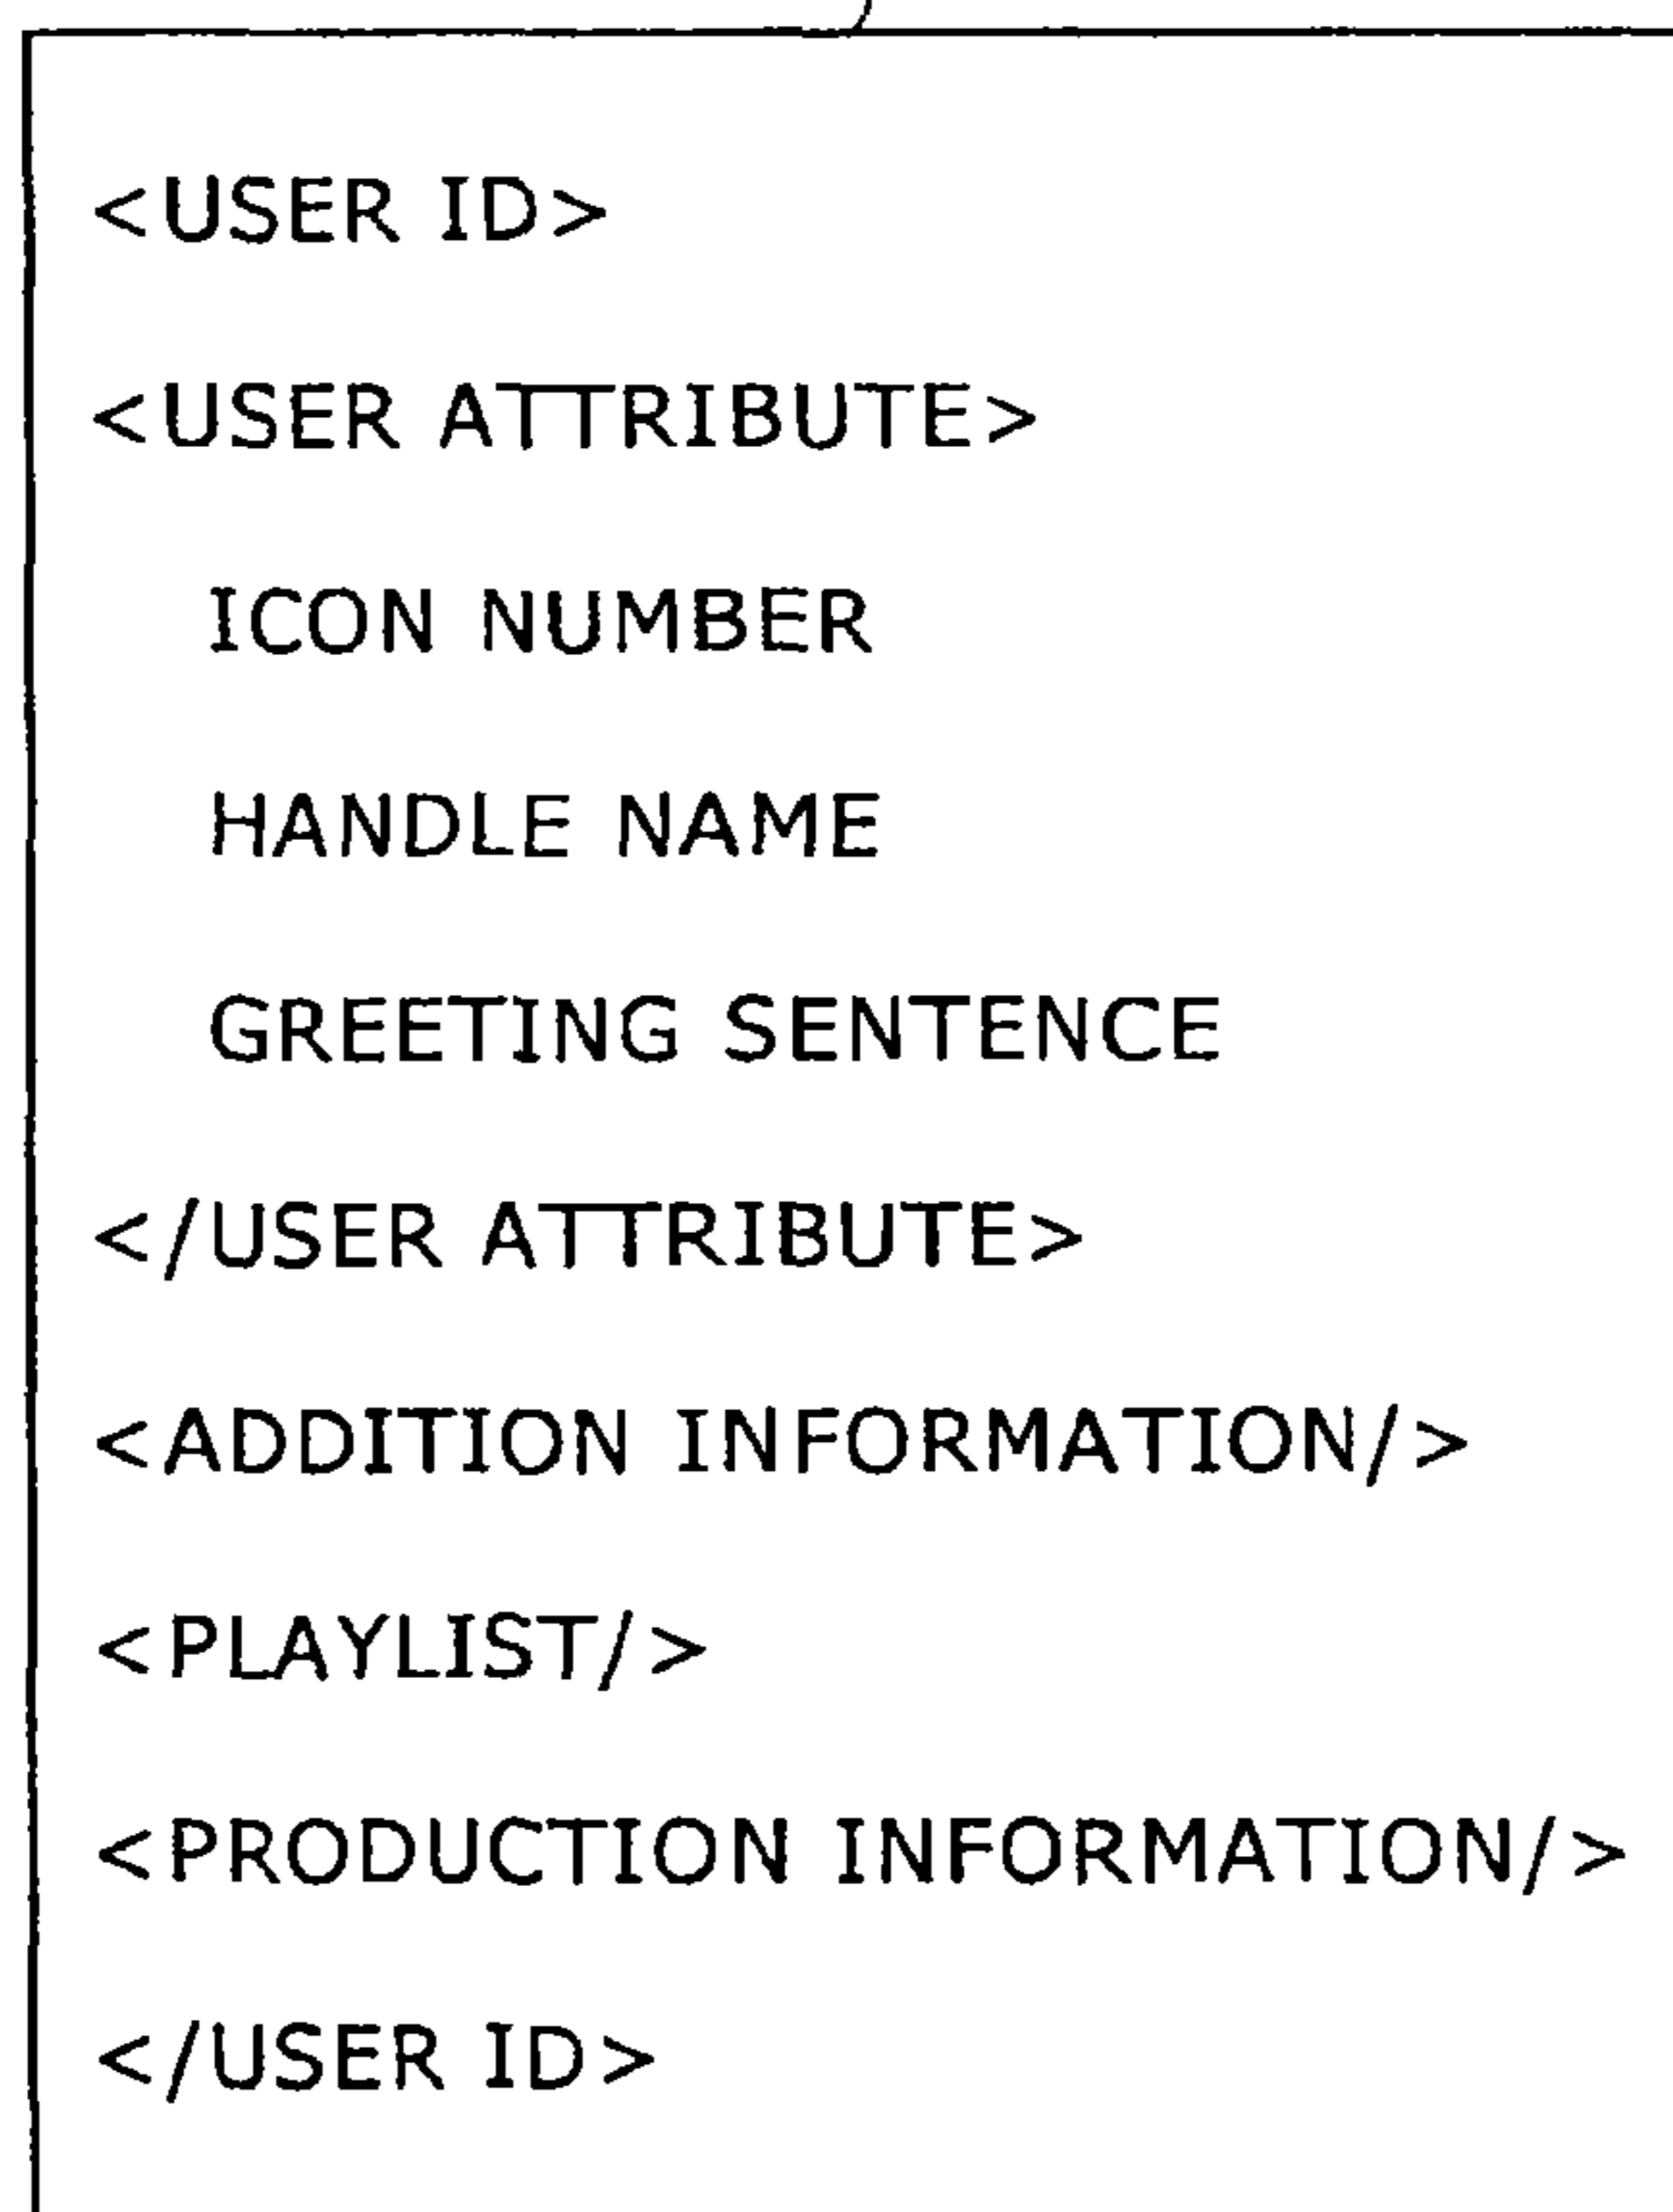 <USER ID>
<USER ATTRIBUTE>
ICON NUMBER
HANDLE NAME
GREETING SENTENCE
</USER ATTRIBUTE>
<ADDITION INFORMATION/>
<PLAYLIST/>
<PRODUCTION INFORMATION/>
</USER ID>